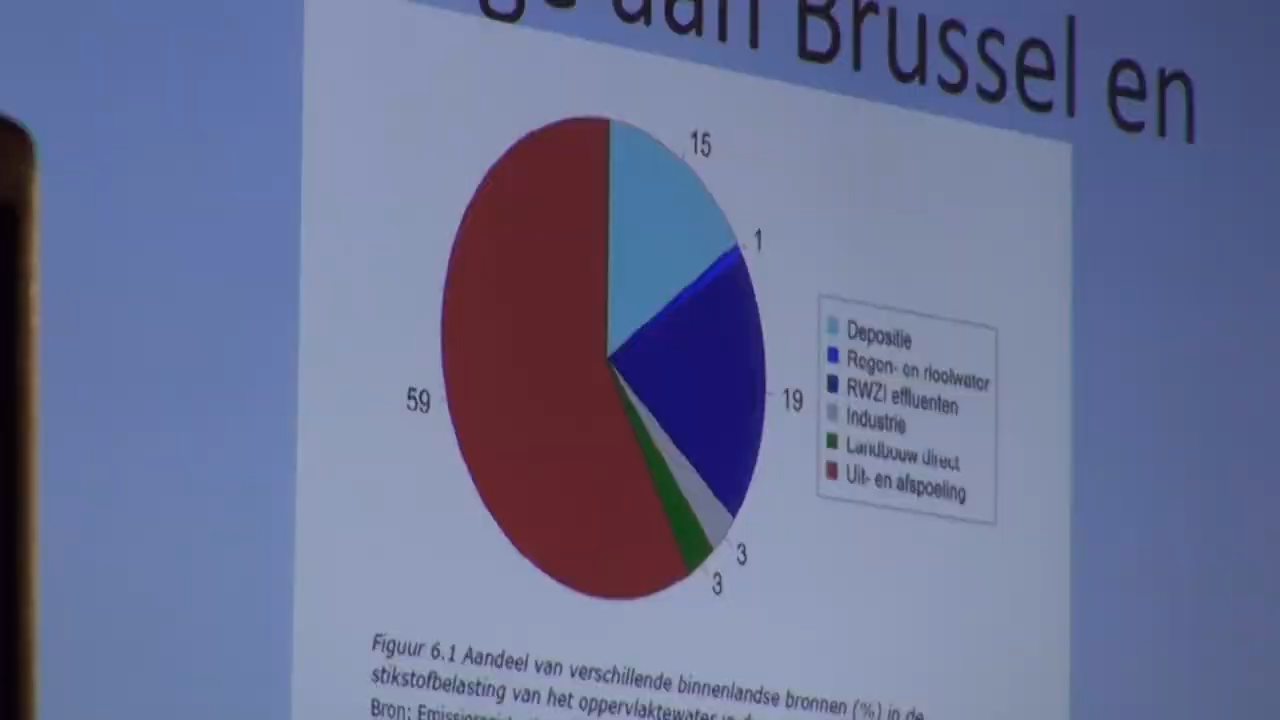 aan Brussel en
15
1
19
59
3
3
Depositie
Regen- en rioolwater
RWZI effluenten
Industrie
Landbouw direct
Uit- en afspoeling
Figuur 6.1 Aandeel van verschillende binnenlandse bronnen (%) in de
stikstofbelasting van het oppervlaktewater
Bron: